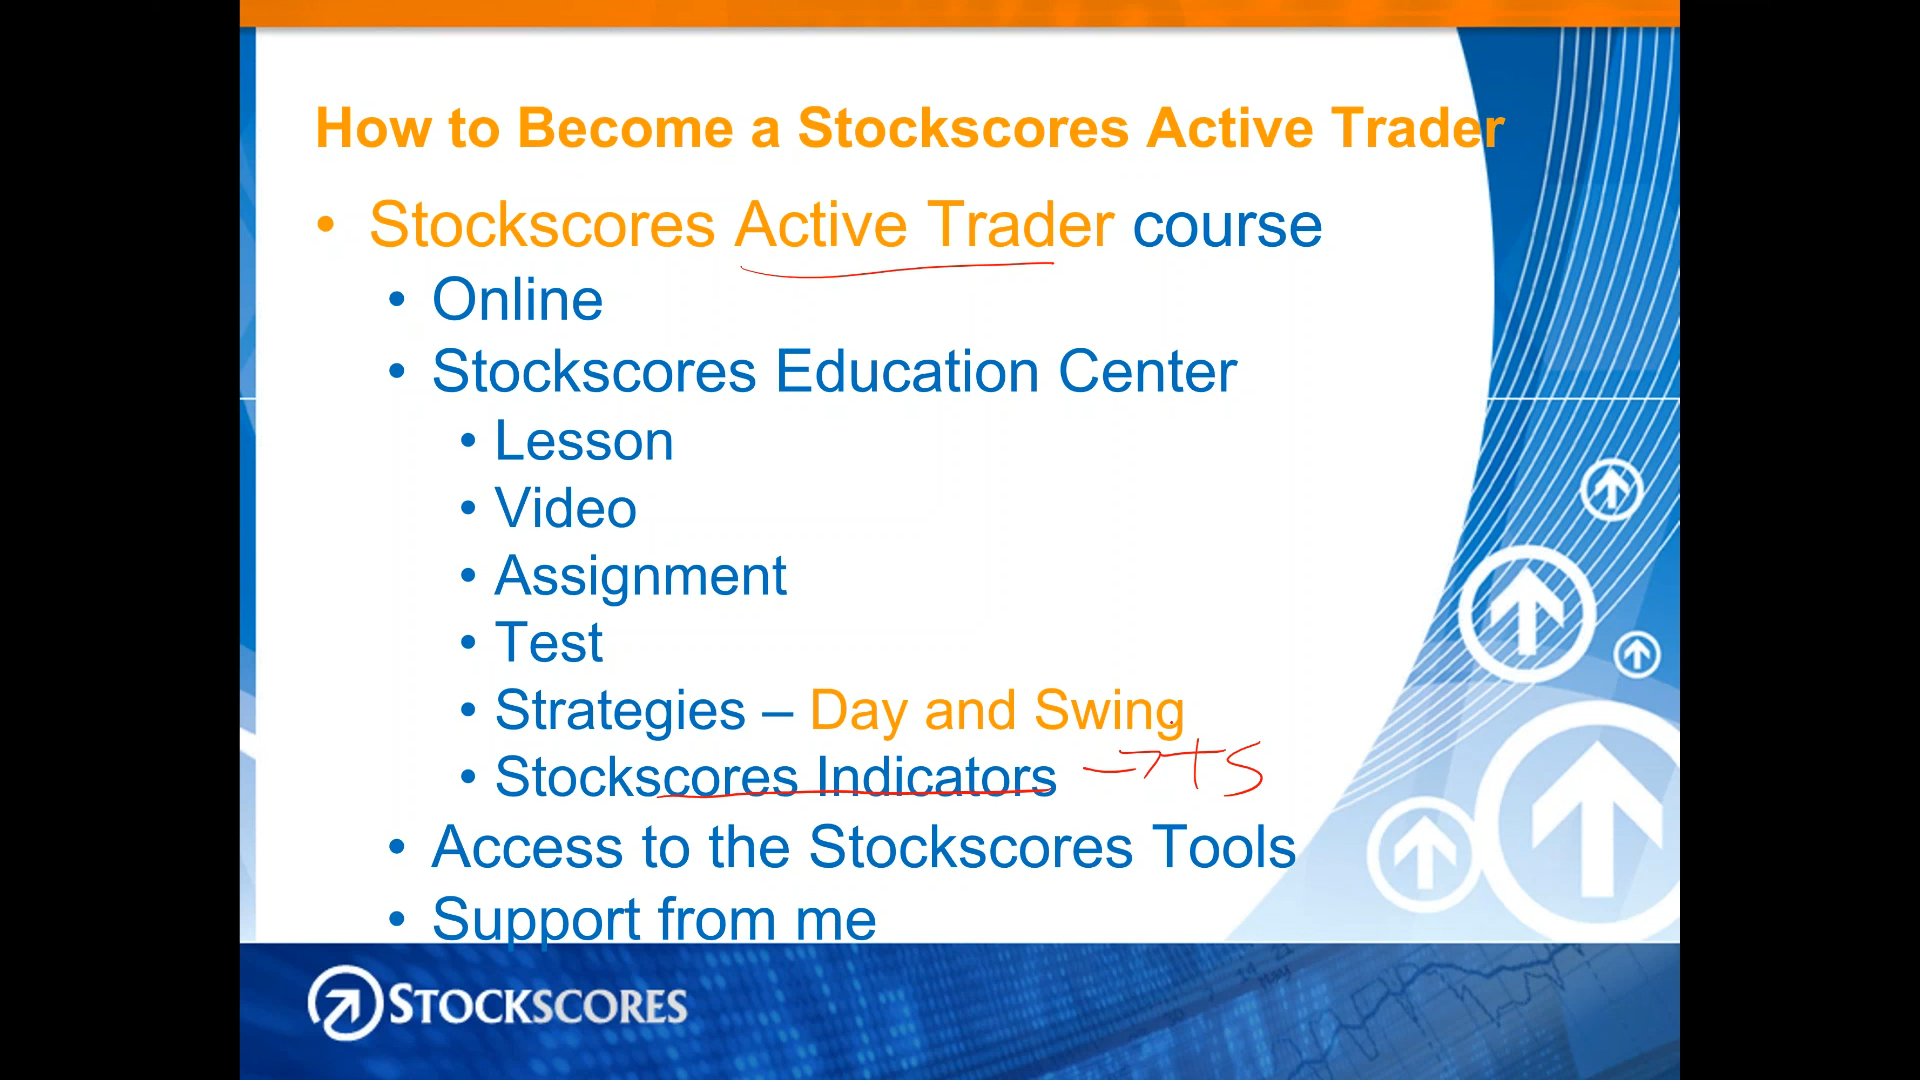 How to Become a Stockscores Active Trader
• Stockscores Active Trader course
• Online
• Stockscores Education Center
• Lesson
• Video
• Assignment
• Test
• Strategies – Day and Swing
• Stockscores Indicators → TS
• Access to the Stockscores Tools
• Support from me
STOCKSCORES